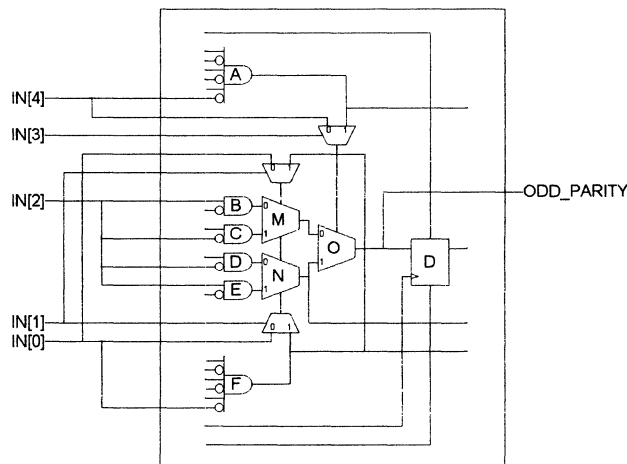 A
IN[4]
IN[3]
0 1
0 1
IN[2]
ODD_PARITY
B
0
M
C
1
0
O
D
0
1
D
N
E
1
IN[1]
0 1
IN[0]
F